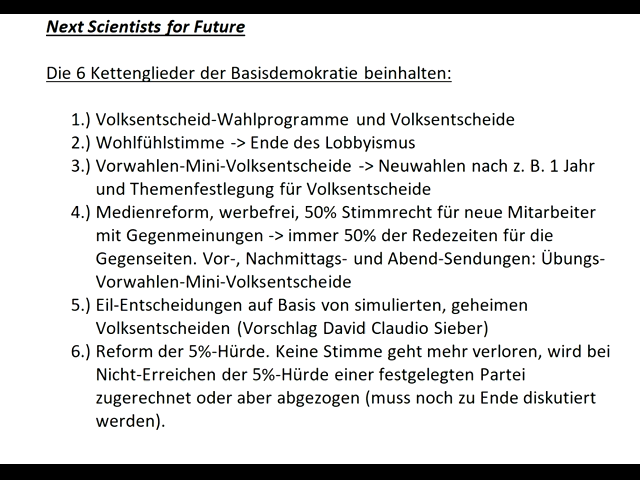 Next Scientists for Future
Die 6 Kettenglieder der Basisdemokratie beinhalten:
1.) Volksentscheid-Wahlprogramme und Volksentscheide
2.) Wohlfühlstimme -> Ende des Lobbyismus
3.) Vorwahlen-Mini-Volksentscheide -> Neuwahlen nach z. B. 1 Jahr
und Themenfestlegung für Volksentscheide
4.) Medienreform, werbefrei, 50% Stimmrecht für neue Mitarbeiter
mit Gegenmeinungen -> immer 50% der Redezeiten für die
Gegenseiten. Vor-, Nachmittags- und Abend-Sendungen: Übungs-
Vorwahlen-Mini-Volksentscheide
5.) Eil-Entscheidungen auf Basis von simulierten, geheimen
Volksentscheiden (Vorschlag David Claudio Sieber)
6.) Reform der 5%-Hürde. Keine Stimme geht mehr verloren, wird bei
Nicht-Erreichen der 5%-Hürde einer festgelegten Partei
zugerechnet oder aber abgezogen (muss noch zu Ende diskutiert
werden).